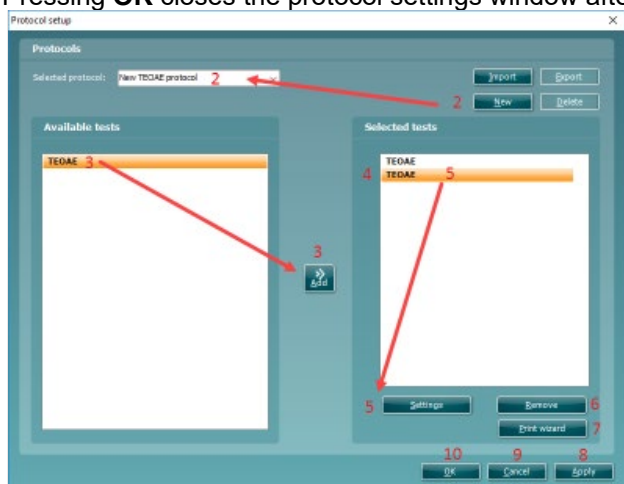 Pressing OK closes the protocol settings window afte
Protocol setup
Protocols
Selected protocol: New TEOAE protocol 2
Import Export
2 New Delete
Available tests
Selected tests
TEOAE 3
TEOAE
4 TEOAE 5
3
Add
5 Settings
Remove 6
Print wizard 7
10 9 8
OK Cancel Apply